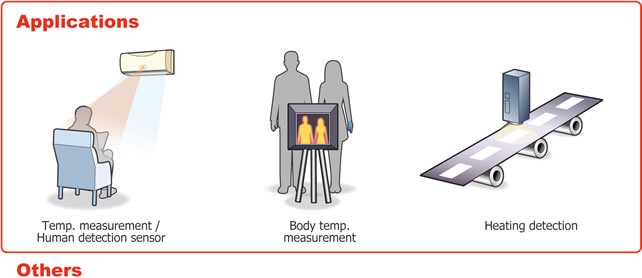 Applications
Temp. measurement /
Human detection sensor
Body temp.
measurement
Heating detection
Others